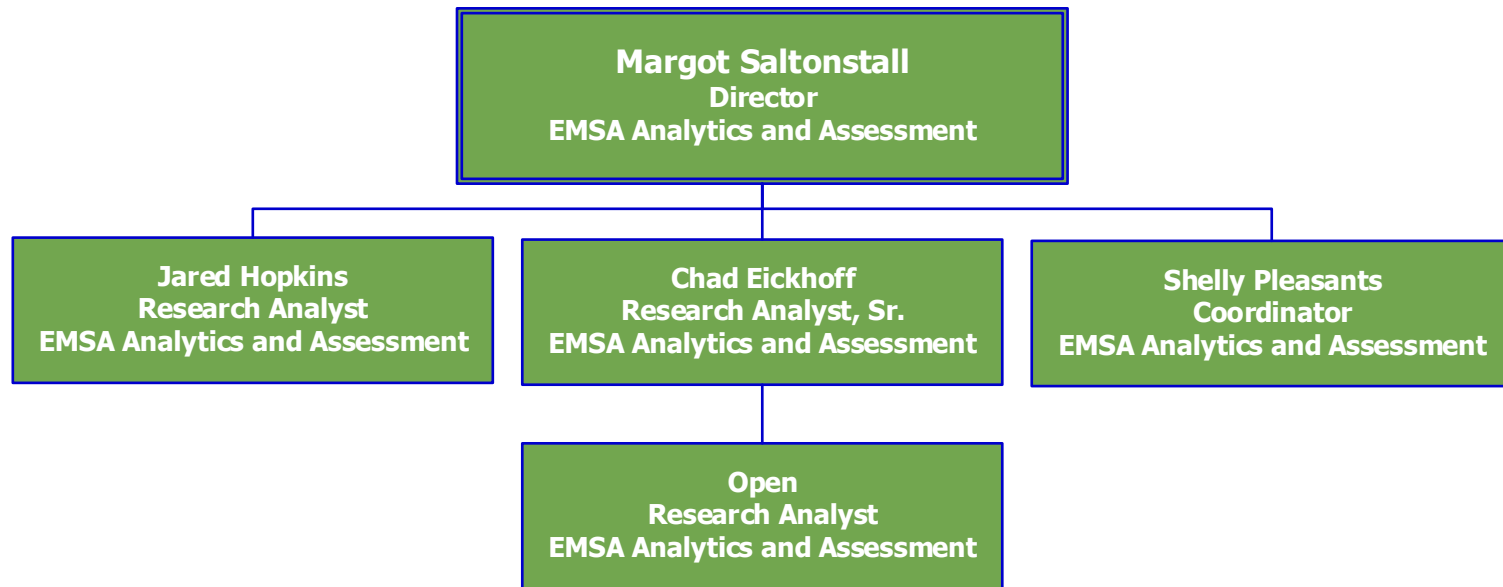 Margot Saltonstall
Director
EMSA Analytics and Assessment
Jared Hopkins
Research Analyst
EMSA Analytics and Assessment
Chad Eickhoff
Research Analyst, Sr.
EMSA Analytics and Assessment
Shelly Pleasants
Coordinator
EMSA Analytics and Assessment
Open
Research Analyst
EMSA Analytics and Assessment